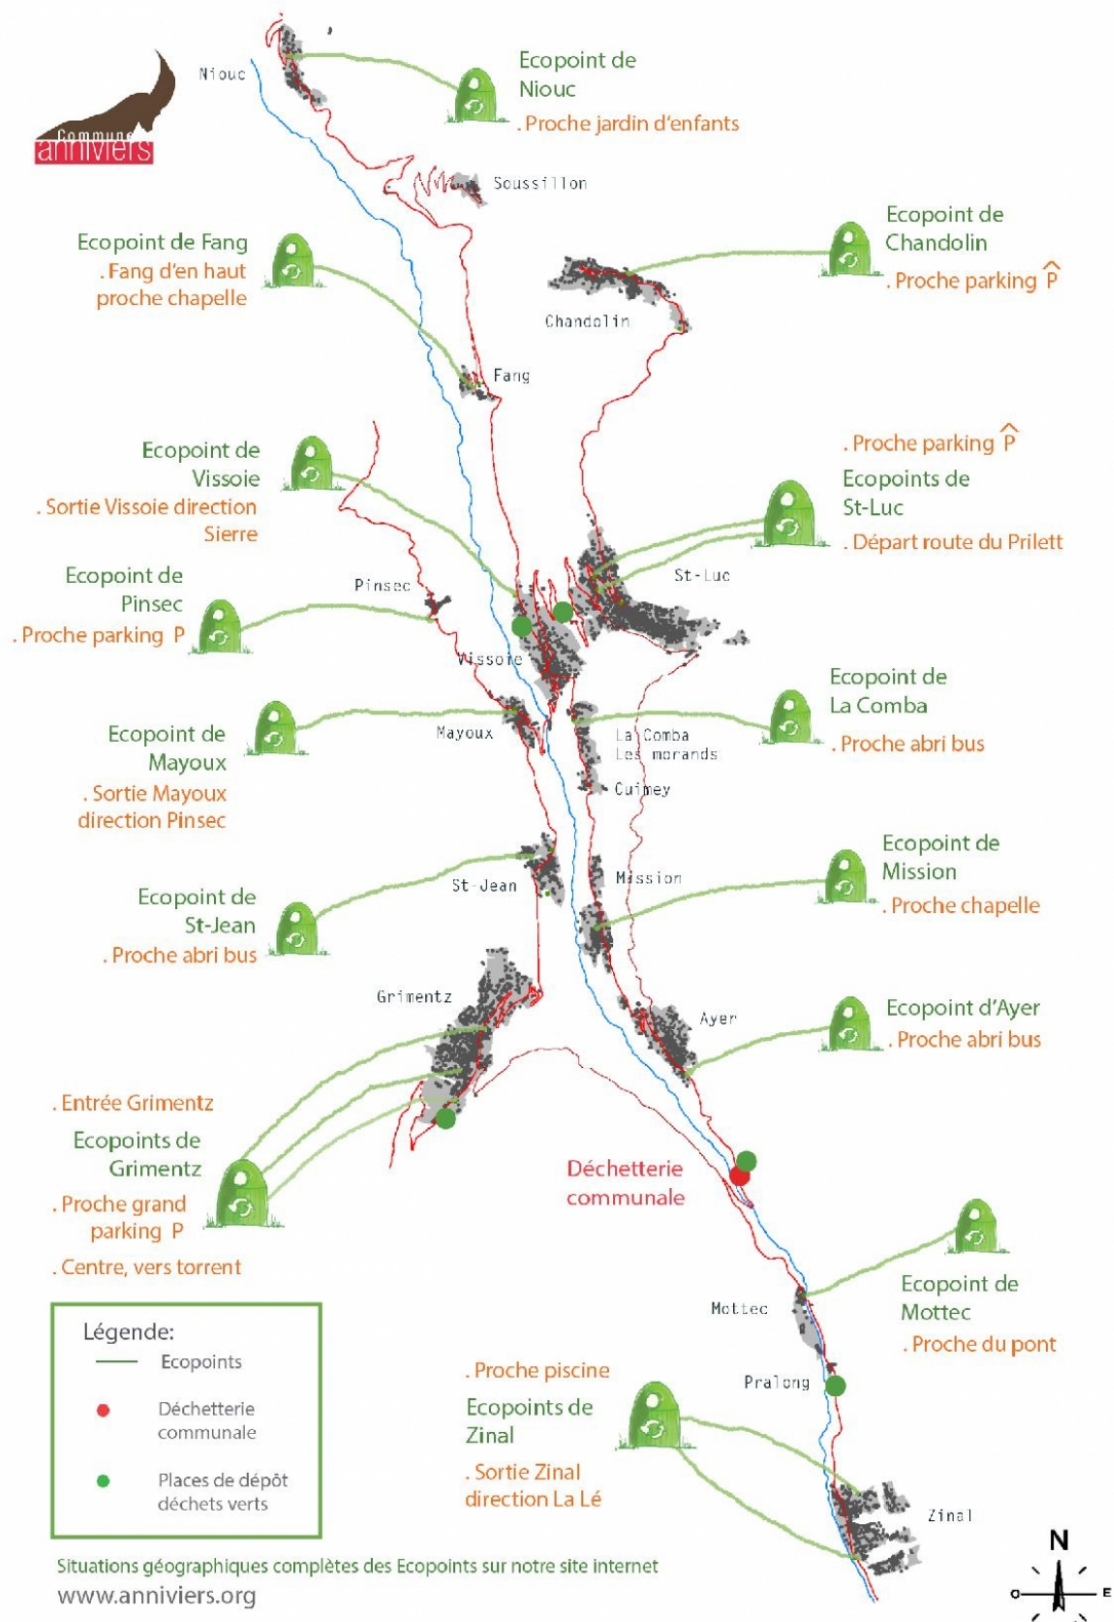 Niouc
Commune
anniviers
Ecopoint de
Niouc
. Proche jardin d'enfants
Soussillon
Ecopoint de Fang
. Fang d'en haut
proche chapelle
Ecopoint de
Chandolin
. Proche parking P
Chandolin
Fang
Ecopoint de
Vissoie
. Sortie Vissoie direction
Sierre
. Proche parking P
Ecopoints de
St-Luc
. Départ route du Prilett
Ecopoint de
Pinsec
. Proche parking P
Pinsec
St-Luc
Vissoie
Ecopoint de
Mayoux
. Sortie Mayoux
direction Pinsec
Mayoux
La Comba
Les morands
Cuimey
Ecopoint de
La Comba
. Proche abri bus
Ecopoint de
St-Jean
. Proche abri bus
St-Jean
Mission
Ecopoint de
Mission
. Proche chapelle
Grimentz
Ayer
Ecopoint d'Ayer
. Proche abri bus
. Entrée Grimentz
Ecopoints de
Grimentz
. Proche grand
parking P
. Centre, vers torrent
Déchetterie
communale
Ecopoint de
Mottec
. Proche du pont
Mottec
Pralong
. Proche piscine
Ecopoints de
Zinal
. Sortie Zinal
direction La Lé
Zinal
Légende:
Ecopoints
Déchetterie
communale
Places de dépôt
déchets verts
Situations géographiques complètes des Ecopoints sur notre site internet
www.anniviers.org
N
O
E